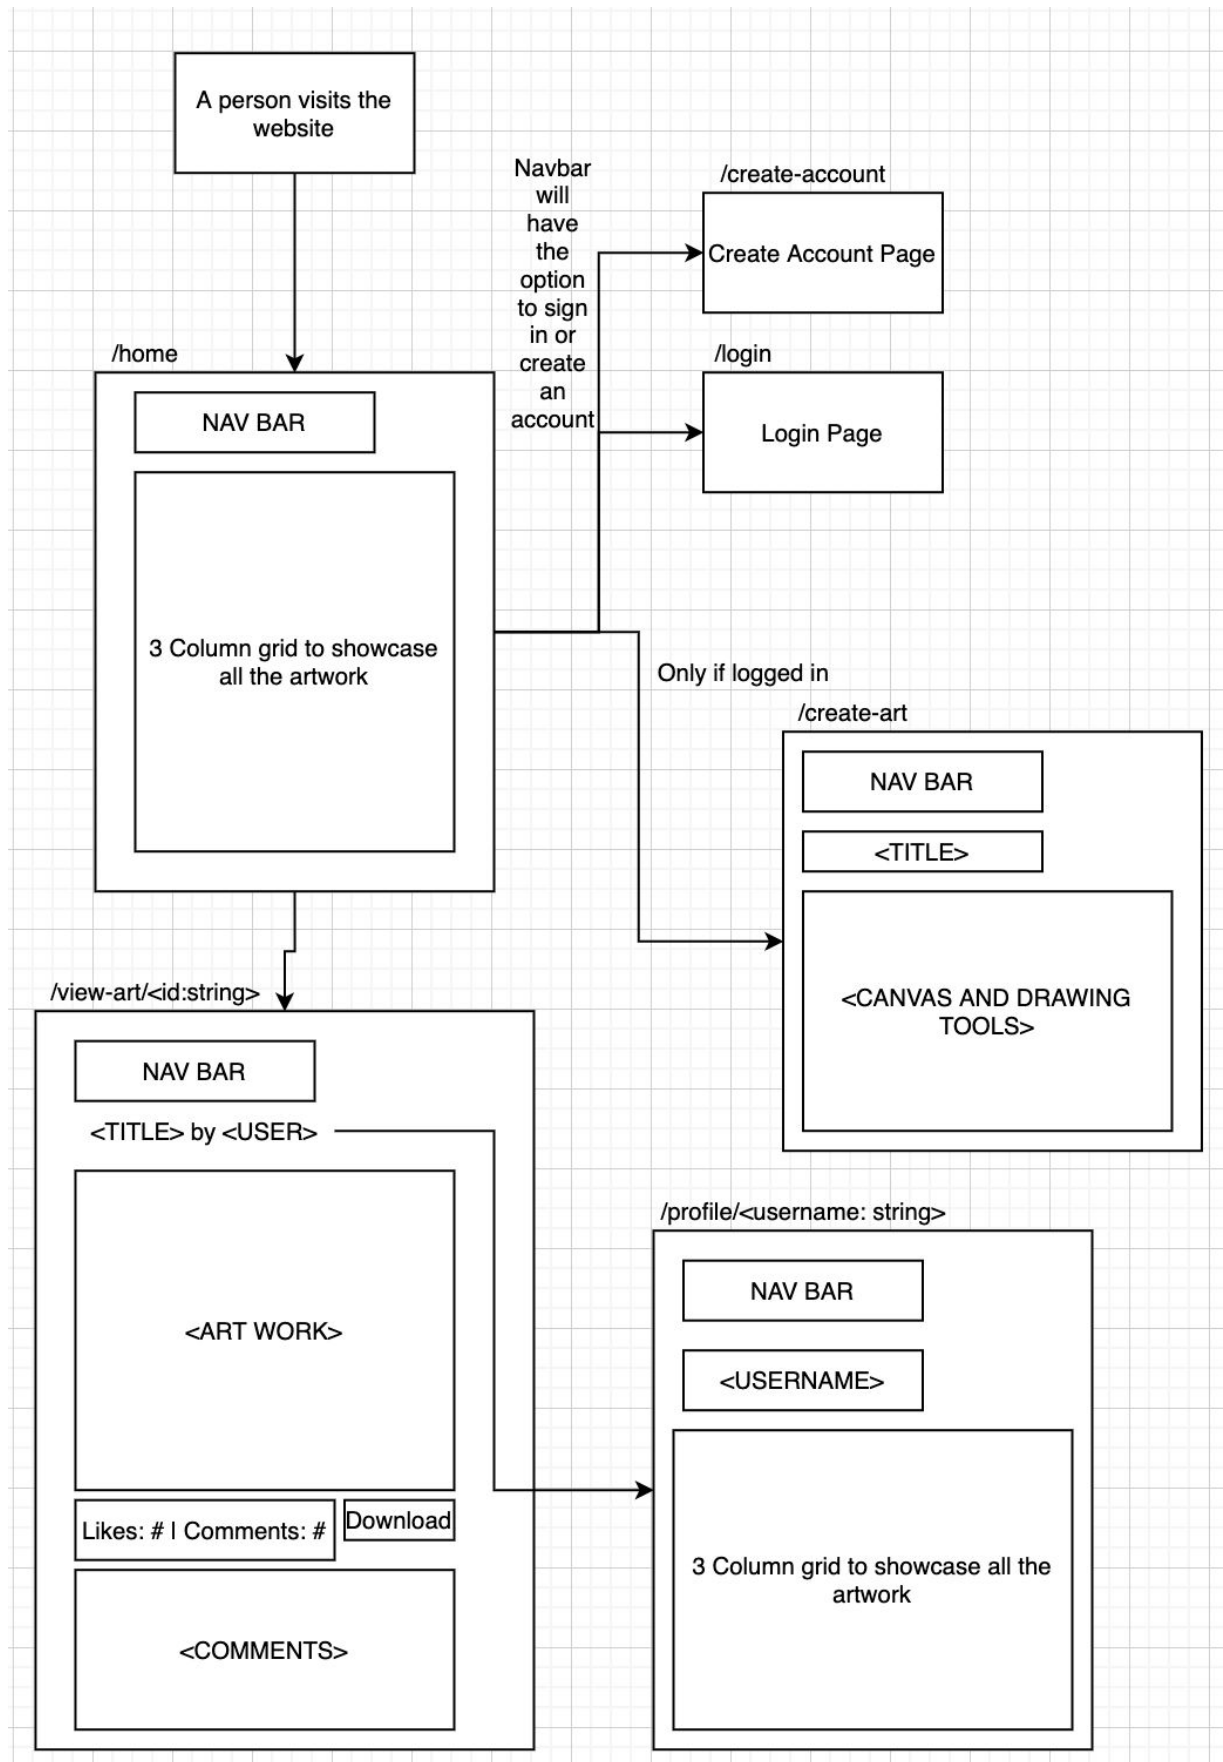 A person visits the
website
Navbar
will
have
the
option
to sign
in or
create
an
account
/create-account
Create Account Page
/login
Login Page
/home
NAV BAR
3 Column grid to showcase
all the artwork
Only if logged in
/create-art
NAV BAR
<TITLE>
<CANVAS AND DRAWING
TOOLS>
/view-art/<id:string>
NAV BAR
<TITLE> by <USER>
<ART WORK>
Likes: # | Comments: #
Download
<COMMENTS>
/profile/<username: string>
NAV BAR
<USERNAME>
3 Column grid to showcase all the
artwork